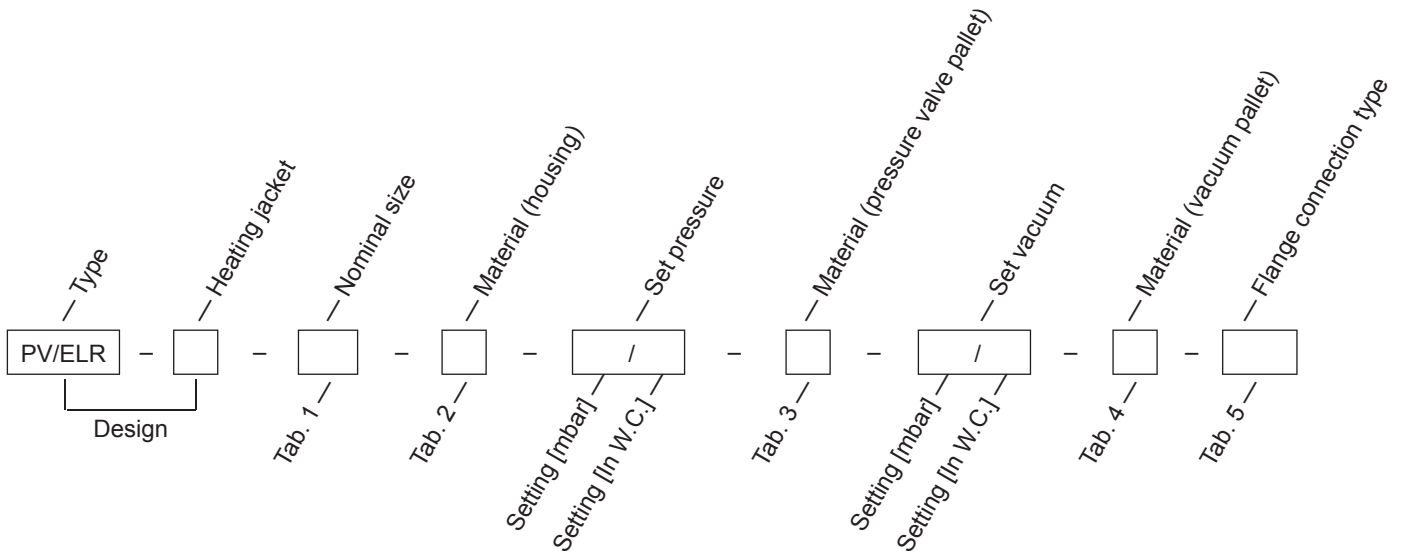 Type
Heating jacket
Nominal size
Material (housing)
Set pressure
Material (pressure valve pallet)
Set vacuum
Material (vacuum pallet)
Flange connection type
PV/ELR – – – – / – – / – –
Design
Tab. 1
Tab. 2
Setting [mbar]
Setting [In W.C.]
Tab. 3
Setting [mbar]
Setting [In W.C.]
Tab. 4
Tab. 5